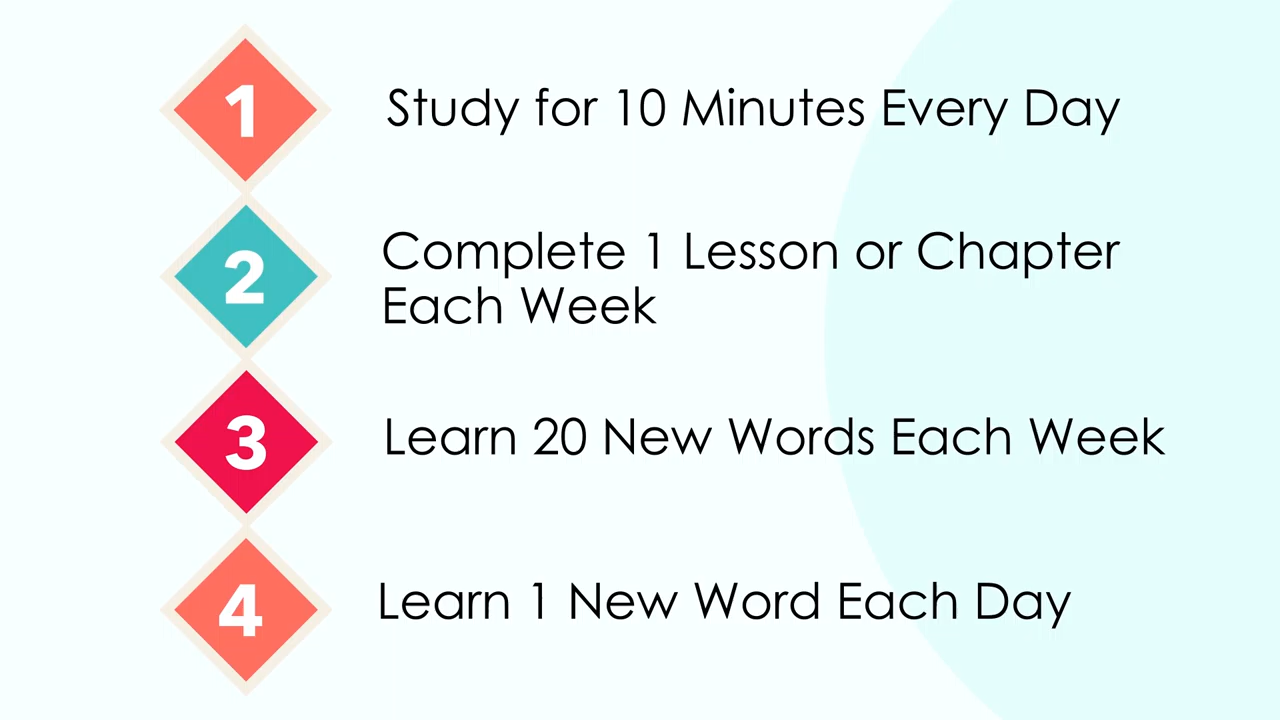 1 Study for 10 Minutes Every Day
2 Complete 1 Lesson or Chapter
Each Week
3 Learn 20 New Words Each Week
4 Learn 1 New Word Each Day